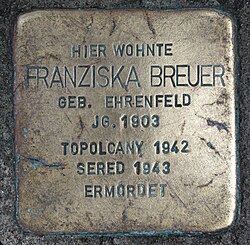 HIER WOHNTE
FRANZISKA BREUER
GEB. EHRENFELD
JG. 1903
TOPOLCANY 1942
SERED 1943
ERMORDET